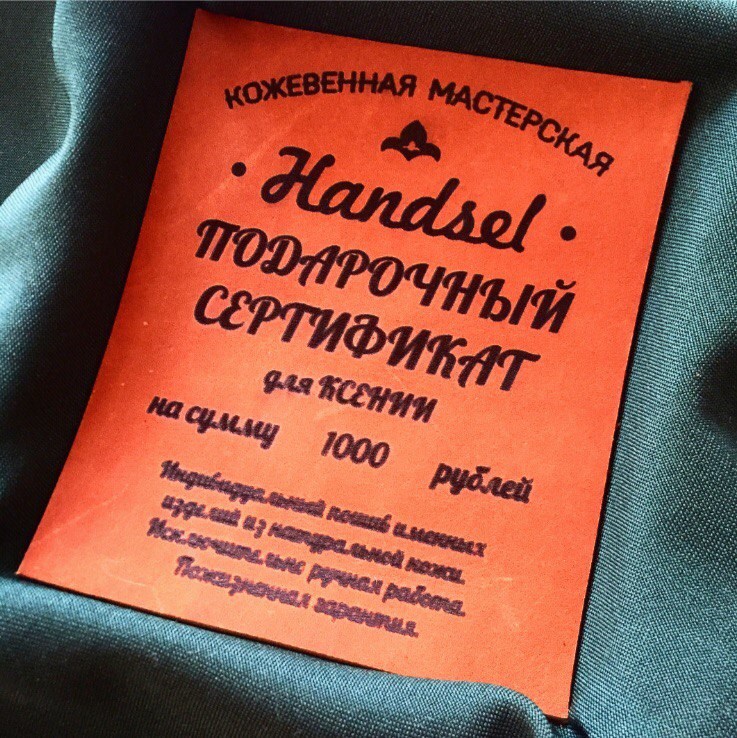 КОЖЕВЕННАЯ МАСТЕРСКАЯ
• Handsel •
ПОДАРОЧНЫЙ
СЕРТИФИКАТ
для КСЕНИИ
на сумму 1000 рублей
Индивидуальный пошив именных
изделий из натуральной кожи.
Исключительно ручная работа.
Пожизненная гарантия.